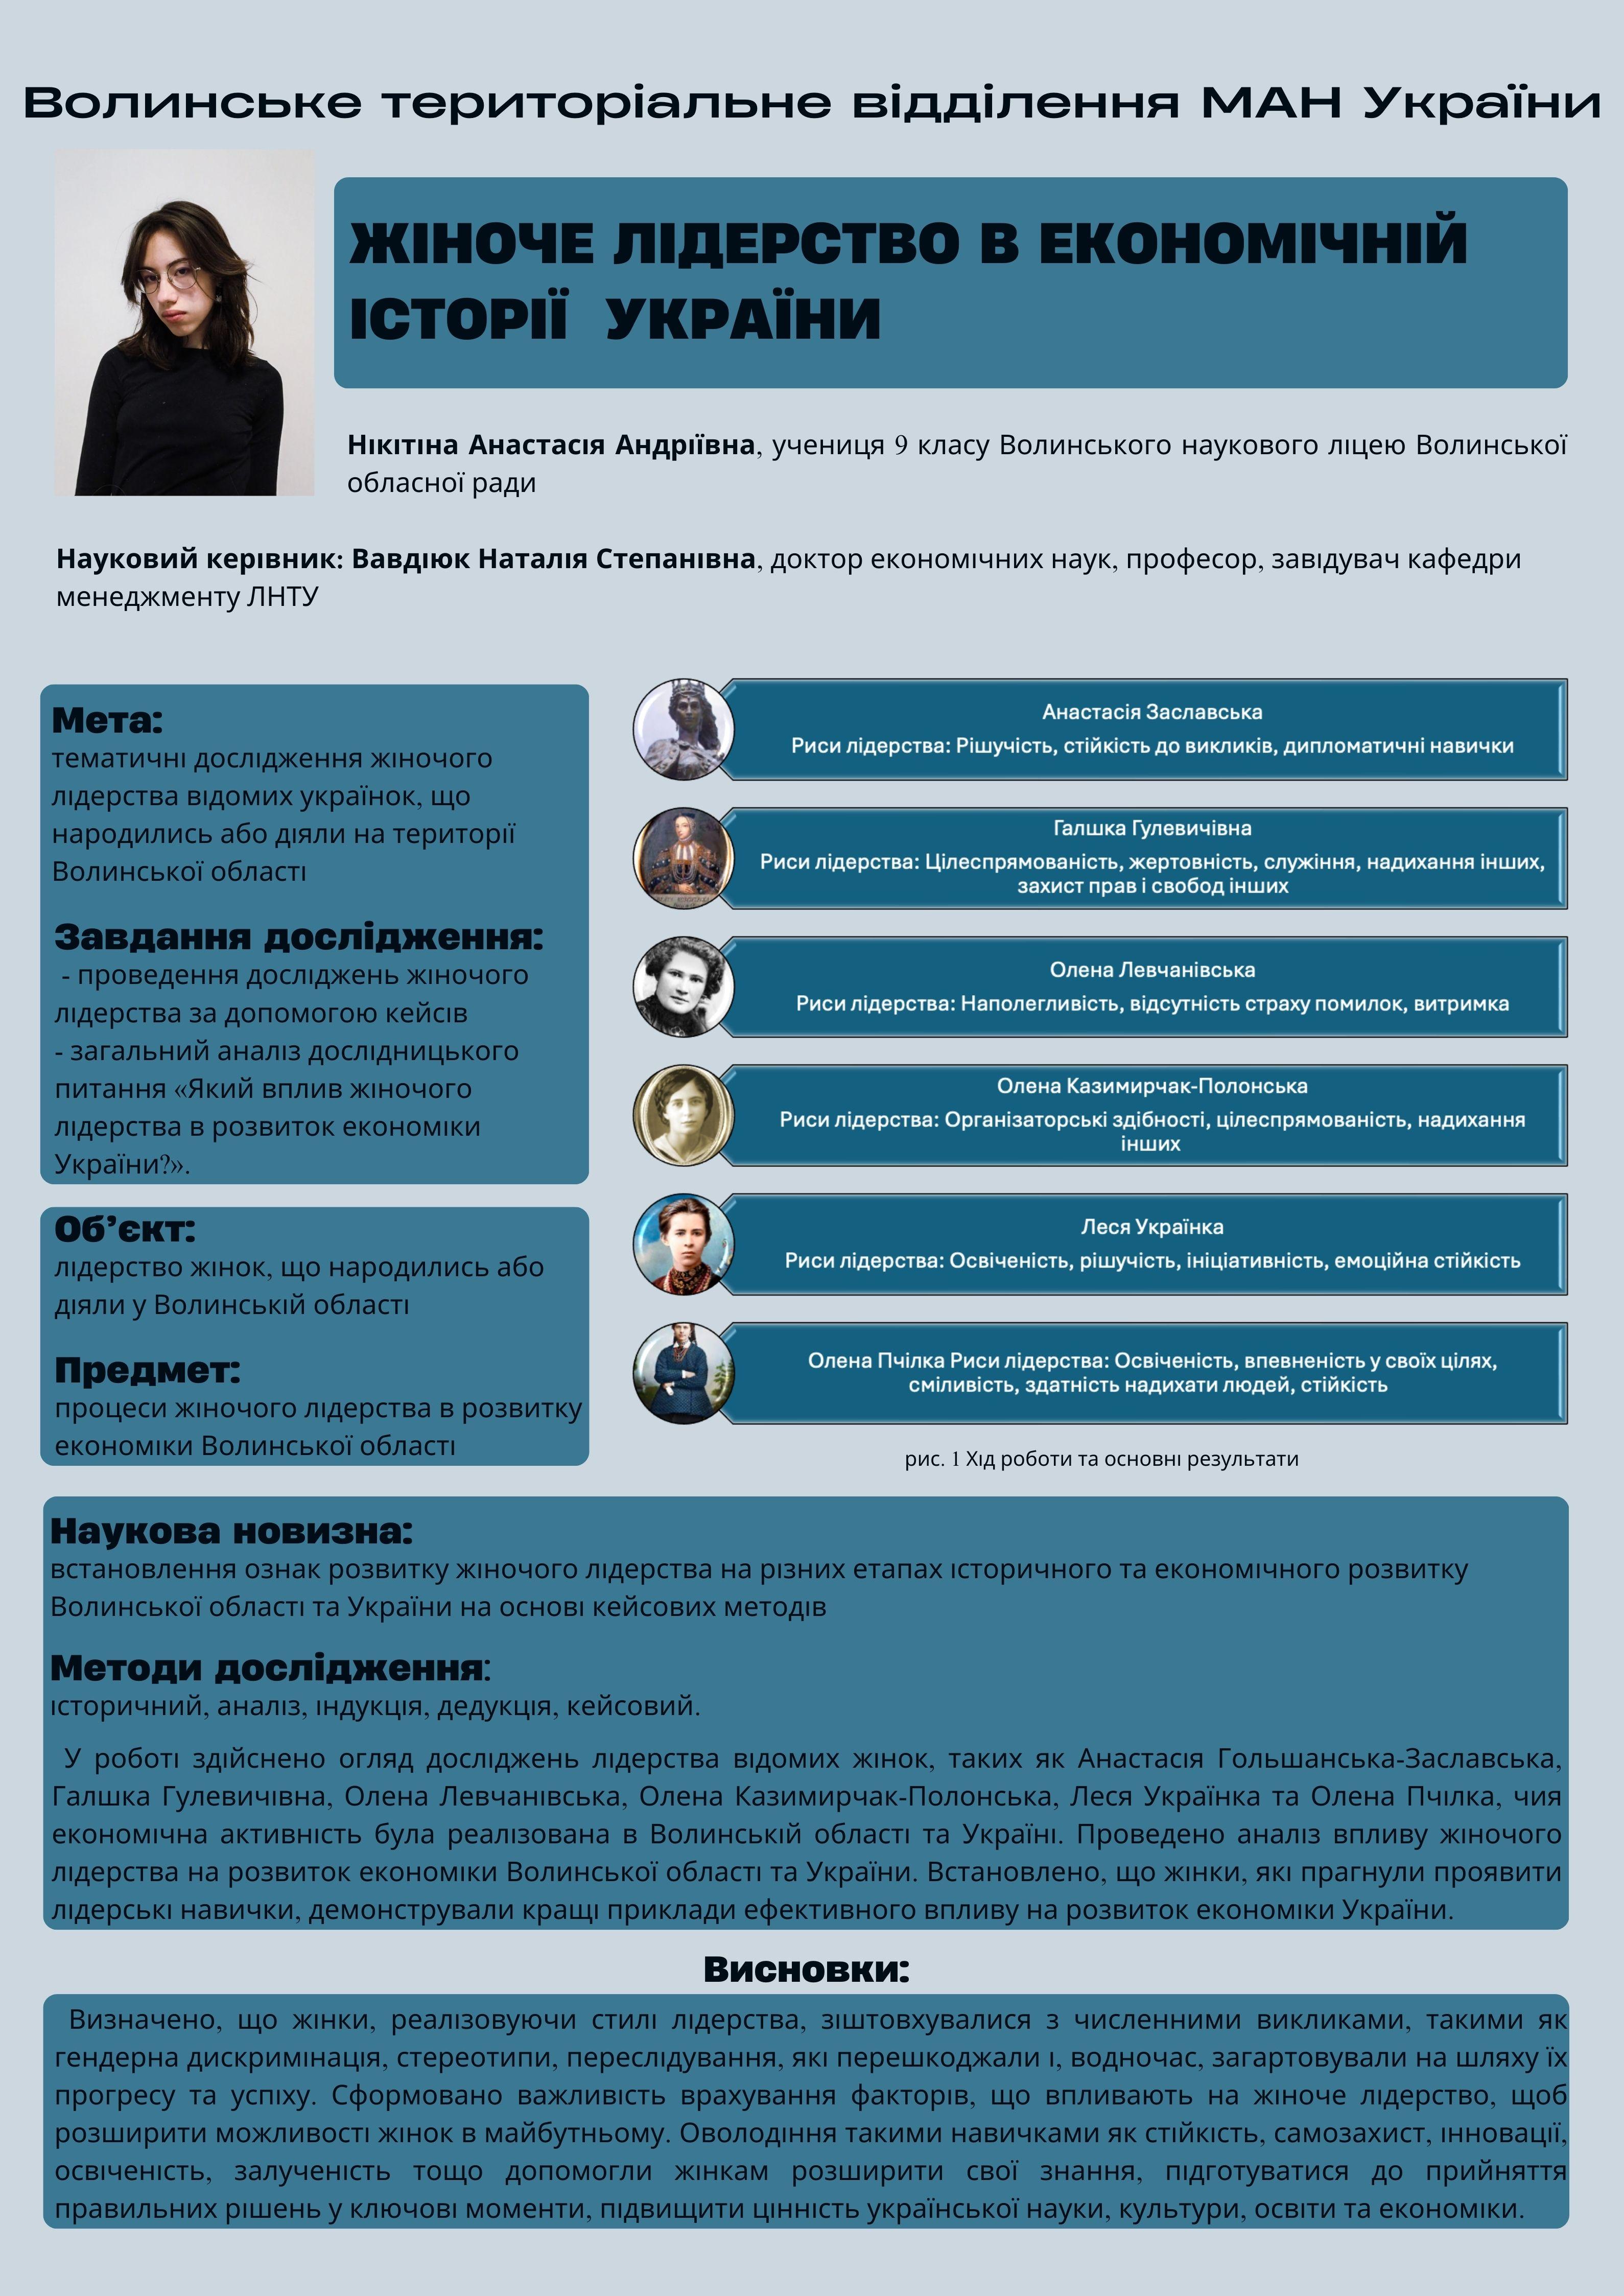 Волинське територіальне відділення МАН України
ЖІНОЧЕ ЛІДЕРСТВО В ЕКОНОМІЧНІЙ
ІСТОРІЇ УКРАЇНИ
Нікітіна Анастасія Андріївна, учениця 9 класу Волинського наукового ліцею Волинської
обласної ради
Науковий керівник: Вавдіюк Наталія Степанівна, доктор економічних наук, професор, завідувач кафедри
менеджменту ЛНТУ
Мета:
тематичні дослідження жіночого
лідерства відомих українок, що
народились або діяли на території
Волинської області
Завдання дослідження:
- проведення досліджень жіночого
лідерства за допомогою кейсів
- загальний аналіз дослідницького
питання «Який вплив жіночого
лідерства в розвиток економіки
України?».
Об’єкт:
лідерство жінок, що народились або
діяли у Волинській області
Предмет:
процеси жіночого лідерства в розвитку
економіки Волинської області
Анастасія Заславська
Риси лідерства: Рішучість, стійкість до викликів, дипломатичні навички
Галшка Гулевичівна
Риси лідерства: Цілеспрямованість, жертовність, служіння, надихання інших,
захист прав і свобод інших
Олена Левчанівська
Риси лідерства: Наполегливість, відсутність страху помилок, витримка
Олена Казимирчак-Полонська
Риси лідерства: Організаторські здібності, цілеспрямованість, надихання
інших
Леся Українка
Риси лідерства: Освіченість, рішучість, ініціативність, емоційна стійкість
Олена Пчілка Риси лідерства: Освіченість, впевненість у своїх цілях,
сміливість, здатність надихати людей, стійкість
рис. 1 Хід роботи та основні результати
Наукова новизна:
встановлення ознак розвитку жіночого лідерства на різних етапах історичного та економічного розвитку
Волинської області та України на основі кейсових методів
Методи дослідження:
історичний, аналіз, індукція, дедукція, кейсовий.
У роботі здійснено огляд досліджень лідерства відомих жінок, таких як Анастасія Гольшанська-Заславська,
Галшка Гулевичівна, Олена Левчанівська, Олена Казимирчак-Полонська, Леся Українка та Олена Пчілка, чия
економічна активність була реалізована в Волинській області та Україні. Проведено аналіз впливу жіночого
лідерства на розвиток економіки Волинської області та України. Встановлено, що жінки, які прагнули проявити
лідерські навички, демонстрували кращі приклади ефективного впливу на розвиток економіки України.
Висновки:
Визначено, що жінки, реалізовуючи стилі лідерства, зіштовхувалися з численними викликами, такими як
гендерна дискримінація, стереотипи, переслідування, які перешкоджали і, водночас, загартовували на шляху їх
прогресу та успіху. Сформовано важливість врахування факторів, що впливають на жіноче лідерство, щоб
розширити можливості жінок в майбутньому. Оволодіння такими навичками як стійкість, самозахист, інновації,
освіченість, залученість тощо допомогли жінкам розширити свої знання, підготуватися до прийняття
правильних рішень у ключові моменти, підвищити цінність української науки, культури, освіти та економіки.